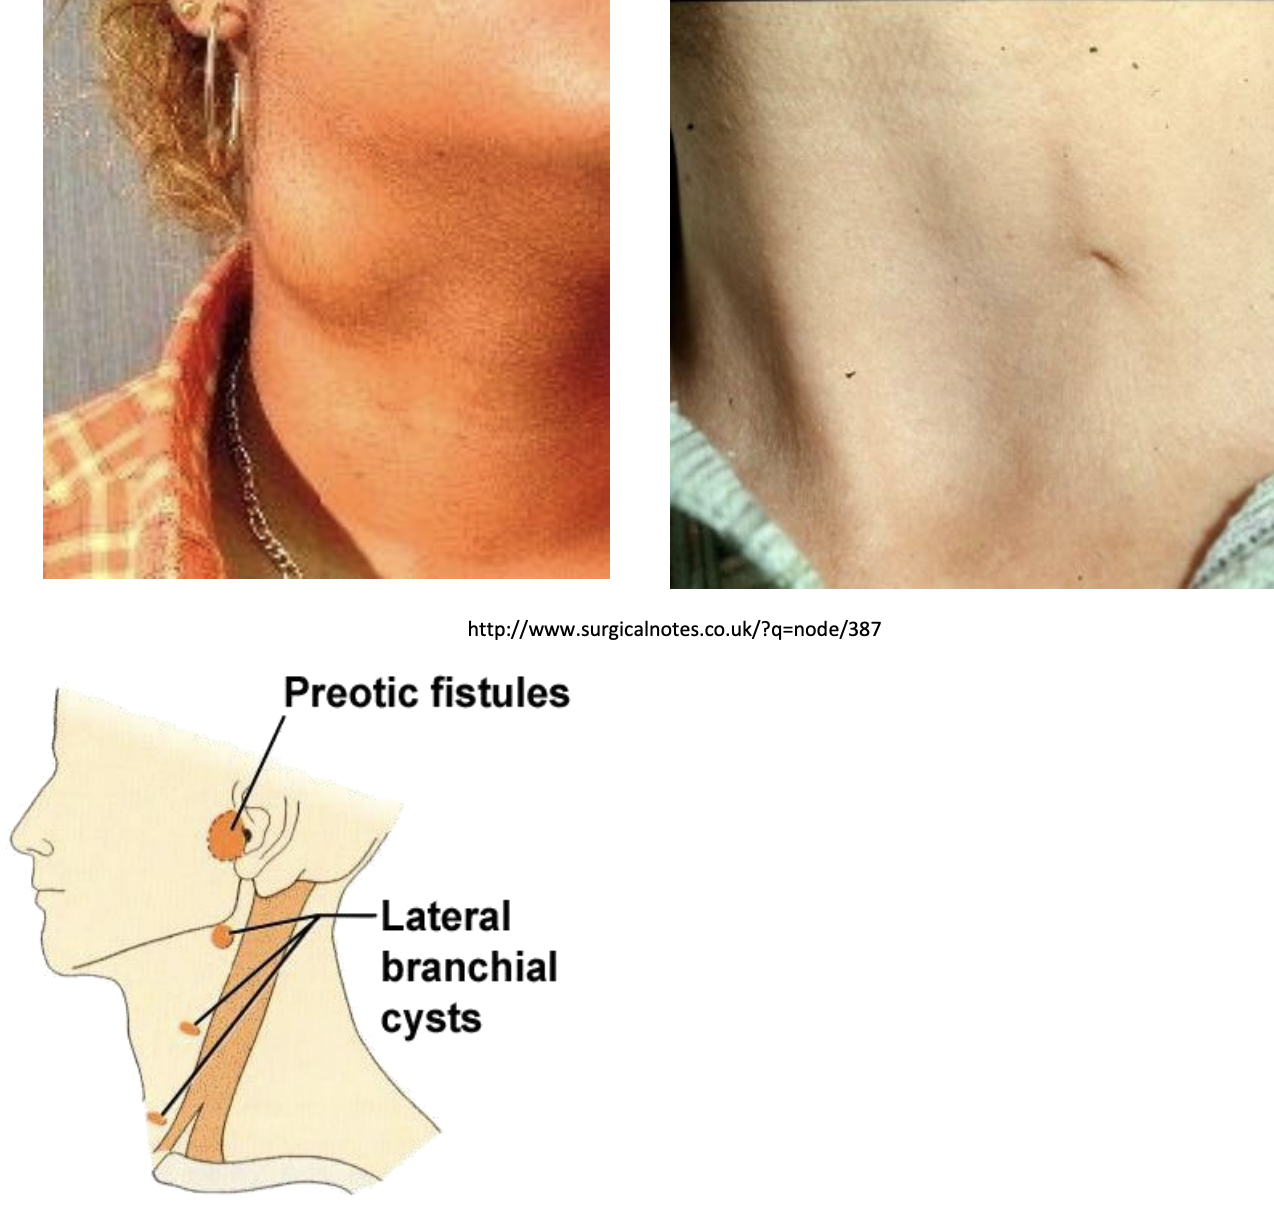 http://www.surgicalnotes.co.uk/?q=node/387
Preotic fistules
Lateral
branchial
cysts